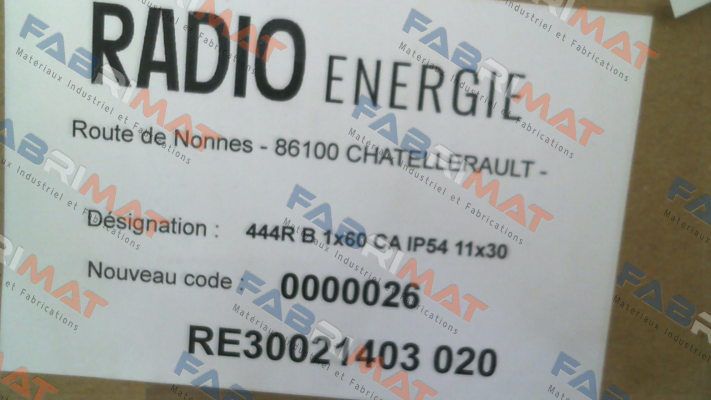 RADIO ENERGIE
Route de Nonnes - 86100 CHATELLERAULT -
Désignation : 444R B 1x60 CA IP54 11x30
Nouveau code : 0000026
RE30021403 020
FABRIMAT
Materiaux Industriel et Fabrications